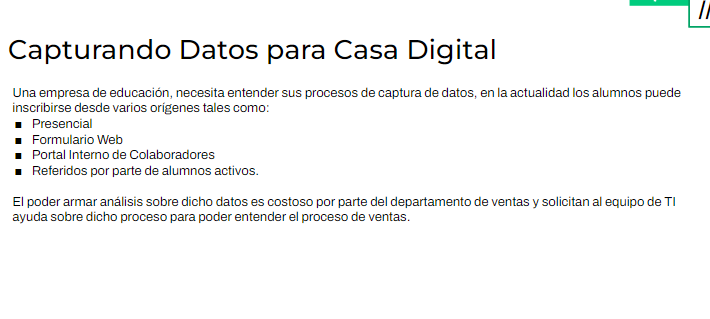 //
Capturando Datos para Casa Digital
Una empresa de educación, necesita entender sus procesos de captura de datos, en la actualidad los alumnos puede
inscribirse desde varios orígenes tales como:
▪ Presencial
▪ Formulario Web
▪ Portal Interno de Colaboradores
▪ Referidos por parte de alumnos activos.
El poder armar análisis sobre dicho datos es costoso por parte del departamento de ventas y solicitan al equipo de TI
ayuda sobre dicho proceso para poder entender el proceso de ventas.